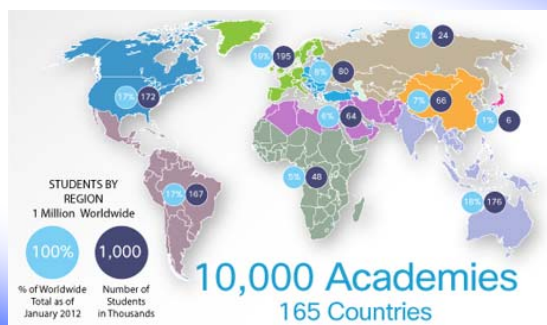 2% 24
19% 195
8% 80
17% 172
7% 66
6% 64
1% 6
5% 48
17% 167
18% 176
STUDENTS BY
REGION
1 Million Worldwide
100%
1,000
% of Worldwide
Total as of
January 2012
Number of
Students
in Thousands
10,000 Academies
165 Countries